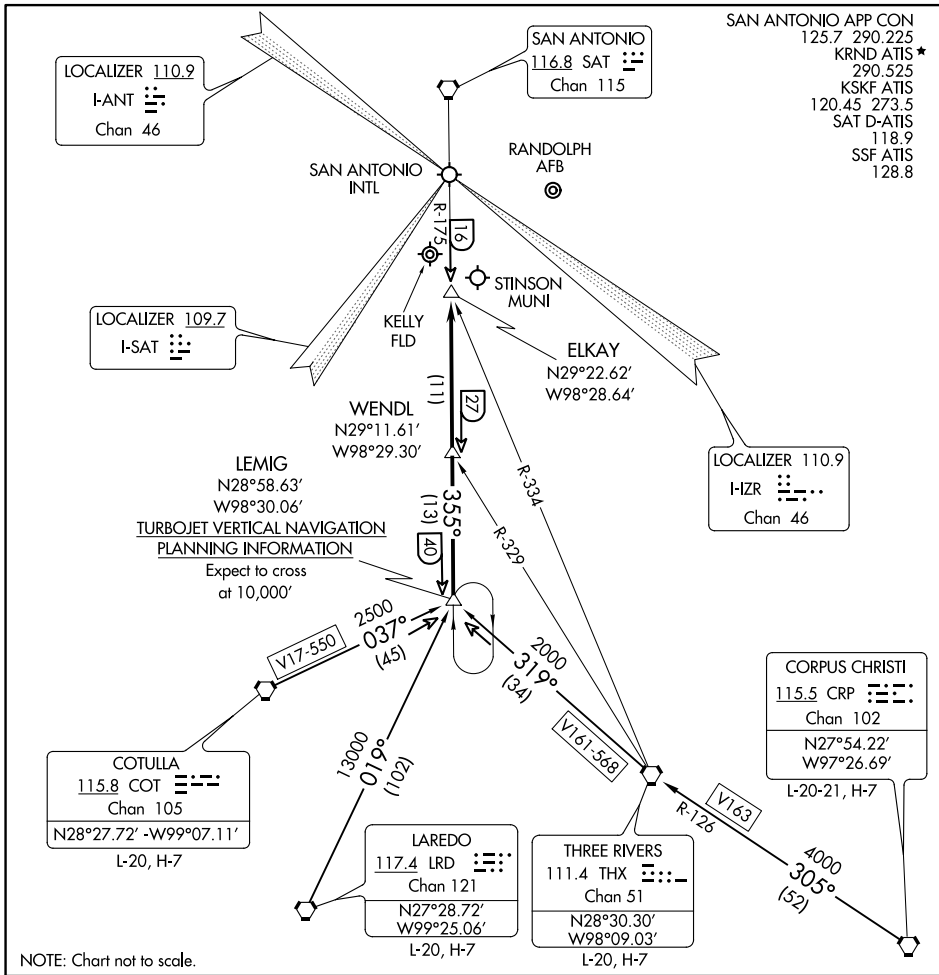 SAN ANTONIO APP CON
125.7 290.225
KRND ATIS ★
290.525
KSKF ATIS
120.45 273.5
SAT D-ATIS
118.9
SSF ATIS
128.8
SAN ANTONIO
116.8 SAT
Chan 115
LOCALIZER 110.9
I-ANT
Chan 46
SAN ANTONIO
INTL
RANDOLPH
AFB
R-175
16
KELLY
FLD
STINSON
MUNI
LOCALIZER 109.7
I-SAT
ELKAY
N29°22.62'
W98°28.64'
(11)
27
WENDL
N29°11.61'
W98°29.30'
LOCALIZER 110.9
I-IZR
Chan 46
LEMIG
N28°58.63'
W98°30.06'
TURBOJET VERTICAL NAVIGATION
PLANNING INFORMATION
Expect to cross
at 10,000'
355°
(13)
40
R-334
R-329
V17-550
2500
037°
(45)
2000
319°
(34)
V161-568
13000
019°
(102)
COTULLA
115.8 COT
Chan 105
N28°27.72' -W99°07.11'
L-20, H-7
LAREDO
117.4 LRD
Chan 121
N27°28.72'
W99°25.06'
L-20, H-7
THREE RIVERS
111.4 THX
Chan 51
N28°30.30'
W98°09.03'
L-20, H-7
CORPUS CHRISTI
115.5 CRP
Chan 102
N27°54.22'
W97°26.69'
L-20-21, H-7
V163
R-126
4000
305°
(52)
NOTE: Chart not to scale.